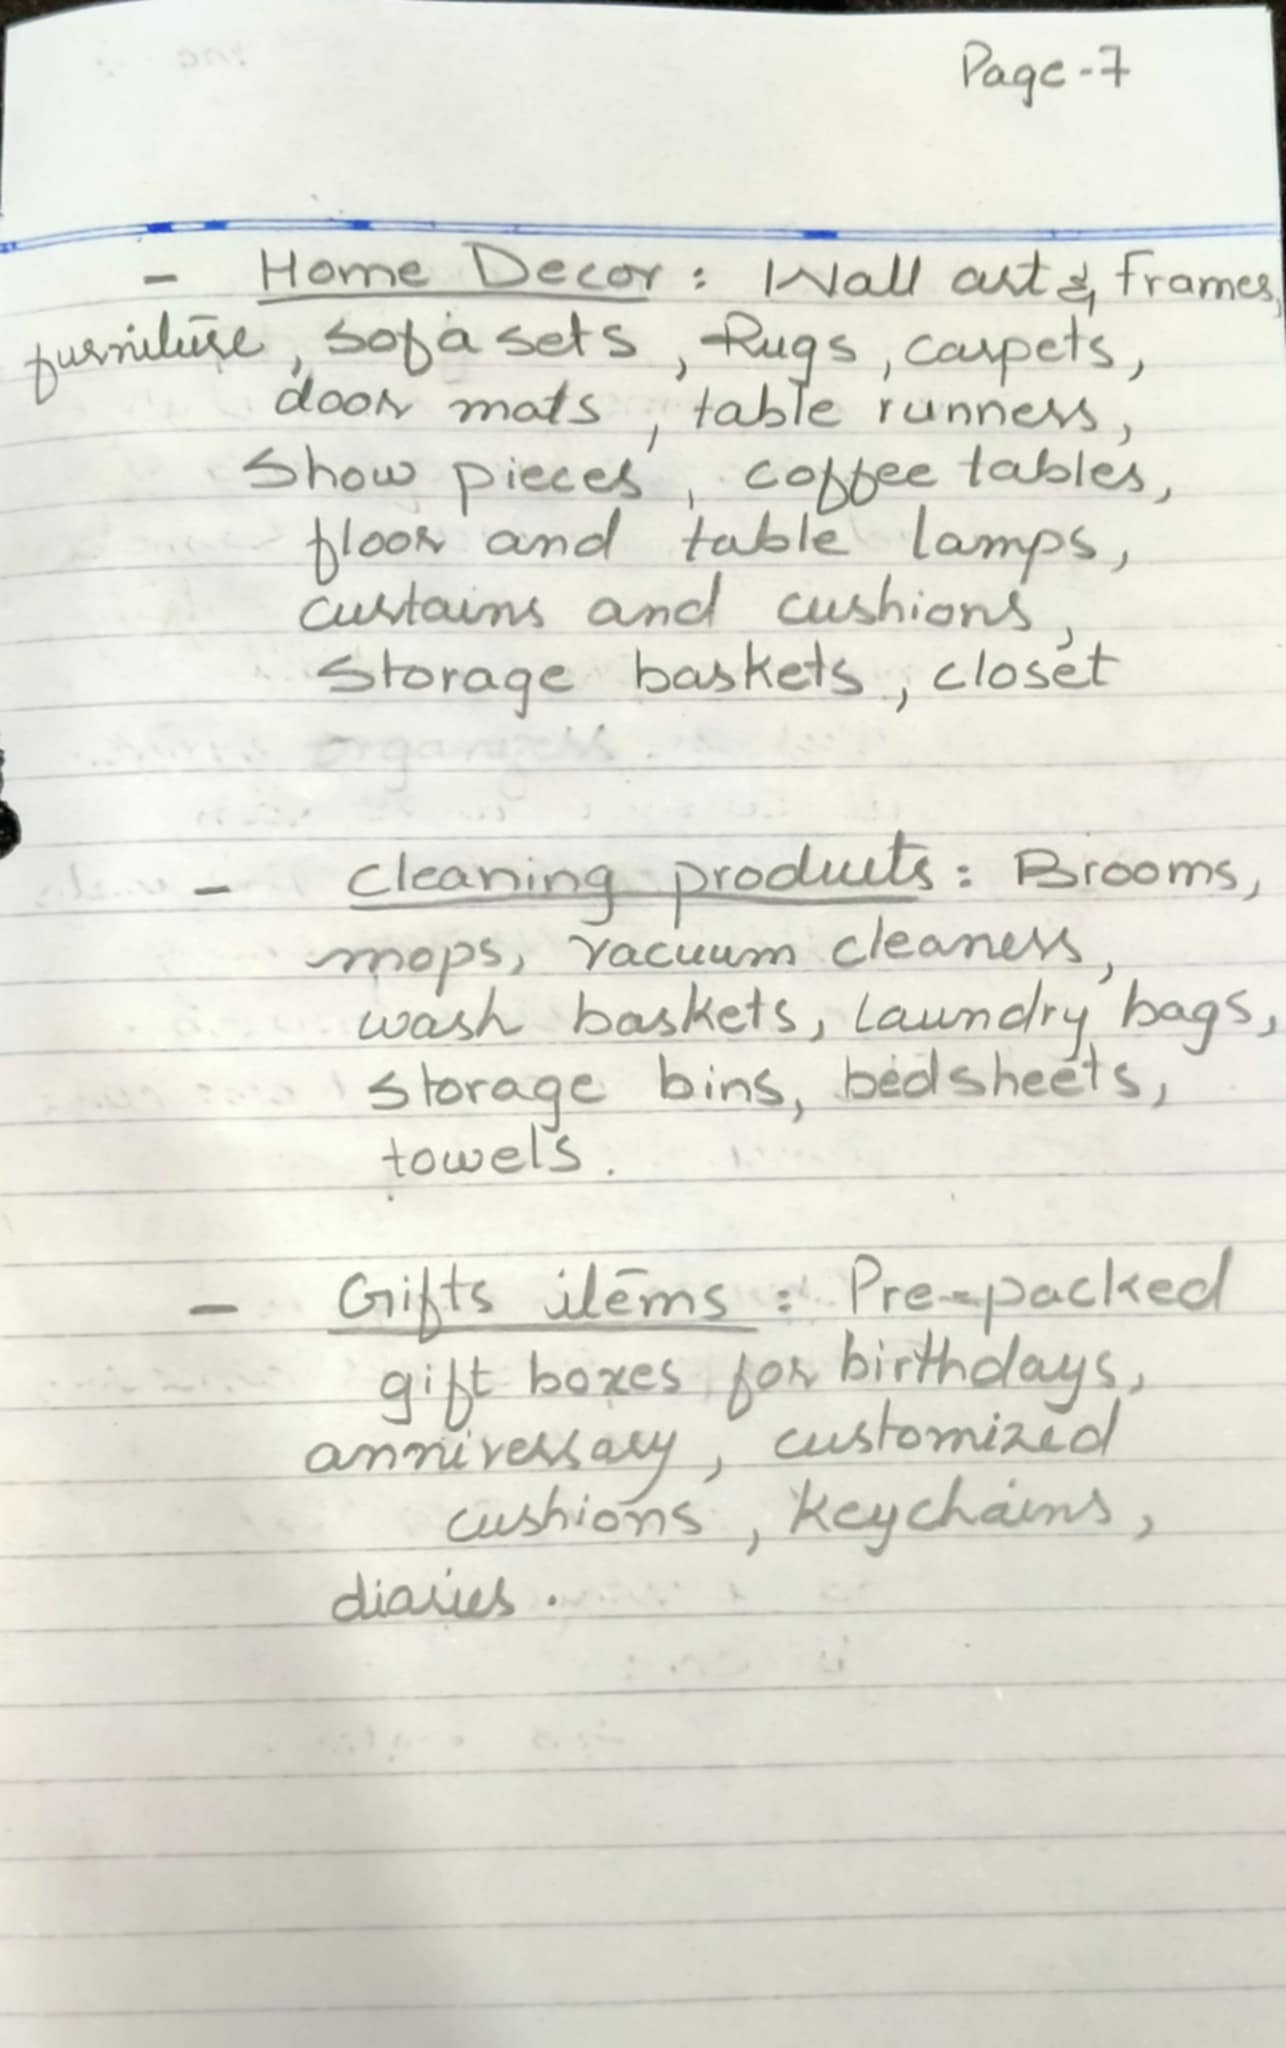 Page-7
- Home Decor : Wall art & frames,
furniture, sofa sets, Rugs, carpets,
door mats, table runners,
Show pieces, coffee tables,
floor and table lamps,
curtains and cushions,
Storage baskets, closet
organizers.
- Cleaning products : Brooms,
mops, vacuum cleaners,
wash baskets, laundry bags,
storage bins, bedsheets,
towels.
- Gifts items : Pre-packed
gift boxes for birthdays,
anniversary, customized
cushions, keychains,
diaries.